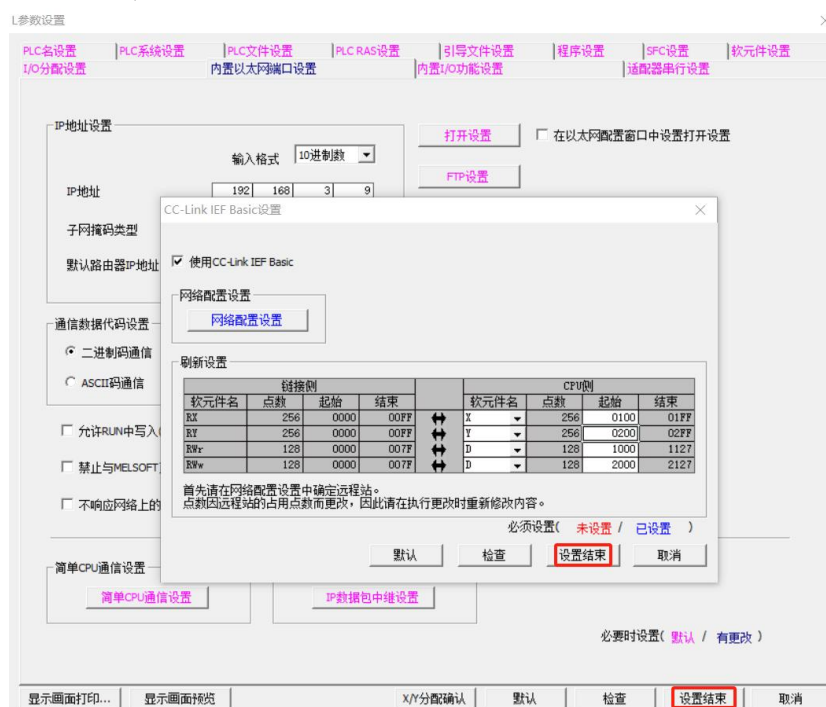 L参数设置
PLC名设置 PLC系统设置 PLC文件设置 PLC RAS设置 引导文件设置 程序设置 SFC设置 软元件设置
I/O分配设置 内置以太网端口设置 内置I/O功能设置 适配器串行设置
IP地址设置
打开设置 在以太网配置窗口中设置打开设置
输入格式 10进制数
FTP设置
IP地址 192 168 3 9
CC-Link IEF Basic设置
子网掩码类型
默认路由器IP地址
使用CC-Link IEF Basic
网络配置设置
网络配置设置
通信数据代码设置
二进制码通信
ASCII码通信
刷新设置
链接侧 CPU侧
软元件名 点数 起始 结束 软元件名 点数 起始 结束
RX 256 0000 00FF X 256 0100 01FF
RY 256 0000 00FF Y 256 0200 02FF
RWr 128 0000 007F D 128 1000 1127
RWw 128 0000 007F D 128 2000 2127
允许RUN中写入(
禁止与MELSOFT
不响应网络上的
首先请在网络配置设置中确定远程站。
点数因远程站的占用点数而更改，因此请在执行更改时重新修改内容。
必须设置( 未设置 / 已设置 )
默认 检查 设置结束 取消
简单CPU通信设置
简单CPU通信设置 IP数据包中继设置
必要时设置( 默认 / 有更改 )
显示画面打印... 显示画面预览 X/Y分配确认 默认 检查 设置结束 取消